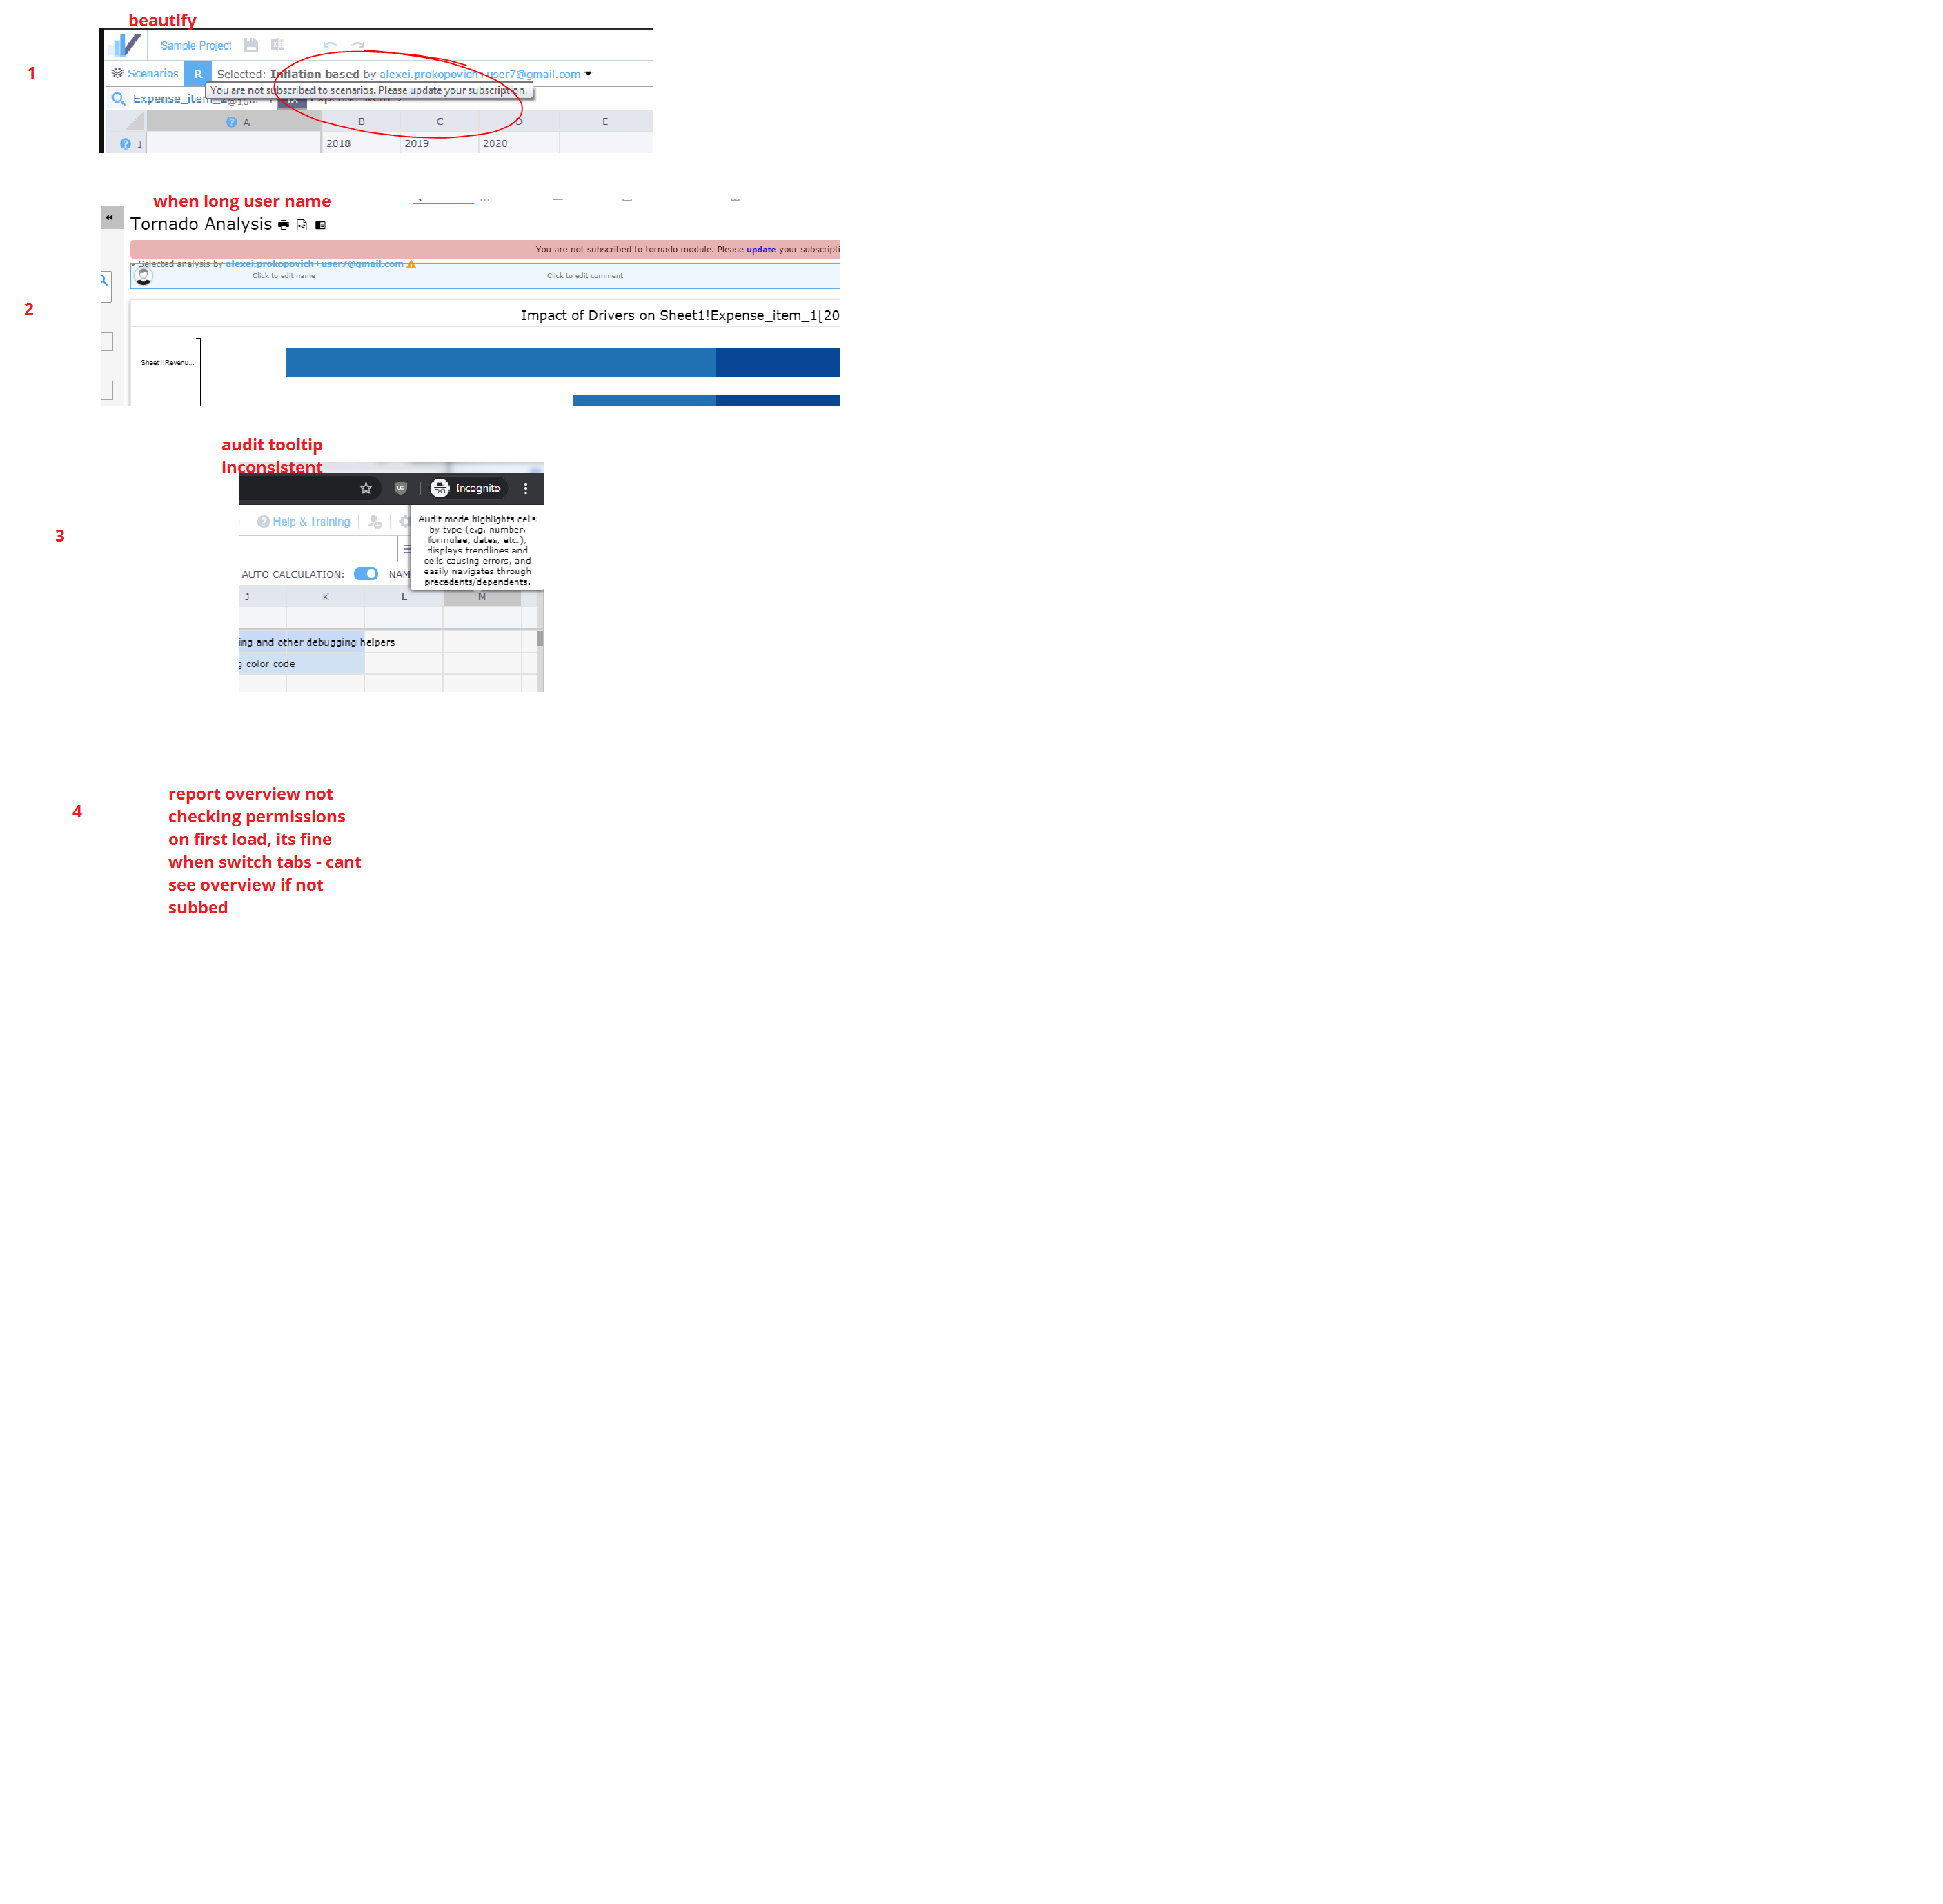 beautify
1
Sample Project
Scenarios R Selected: Inflation based by alexei.prokopovich+user7@gmail.com
You are not subscribed to scenarios. Please update your subscription.
Expense_item_2
A B C D E
1 2018 2019 2020
when long user name
Tornado Analysis
You are not subscribed to tornado module. Please update your subscripti
Selected analysis by alexei.prokopovich+user7@gmail.com
Click to edit name Click to edit comment
2
Impact of Drivers on Sheet1!Expense_item_1[20
Sheet1!Revenu...
audit tooltip
inconsistent
Incognito
3
Help & Training
Audit mode highlights cells
by type (e.g. number,
formulae, dates, etc.),
displays trendlines and
cells causing errors, and
easily navigates through
precedents/dependents.
AUTO CALCULATION: NAM
J K L M
ing and other debugging helpers
g color code
4
report overview not
checking permissions
on first load, its fine
when switch tabs - cant
see overview if not
subbed